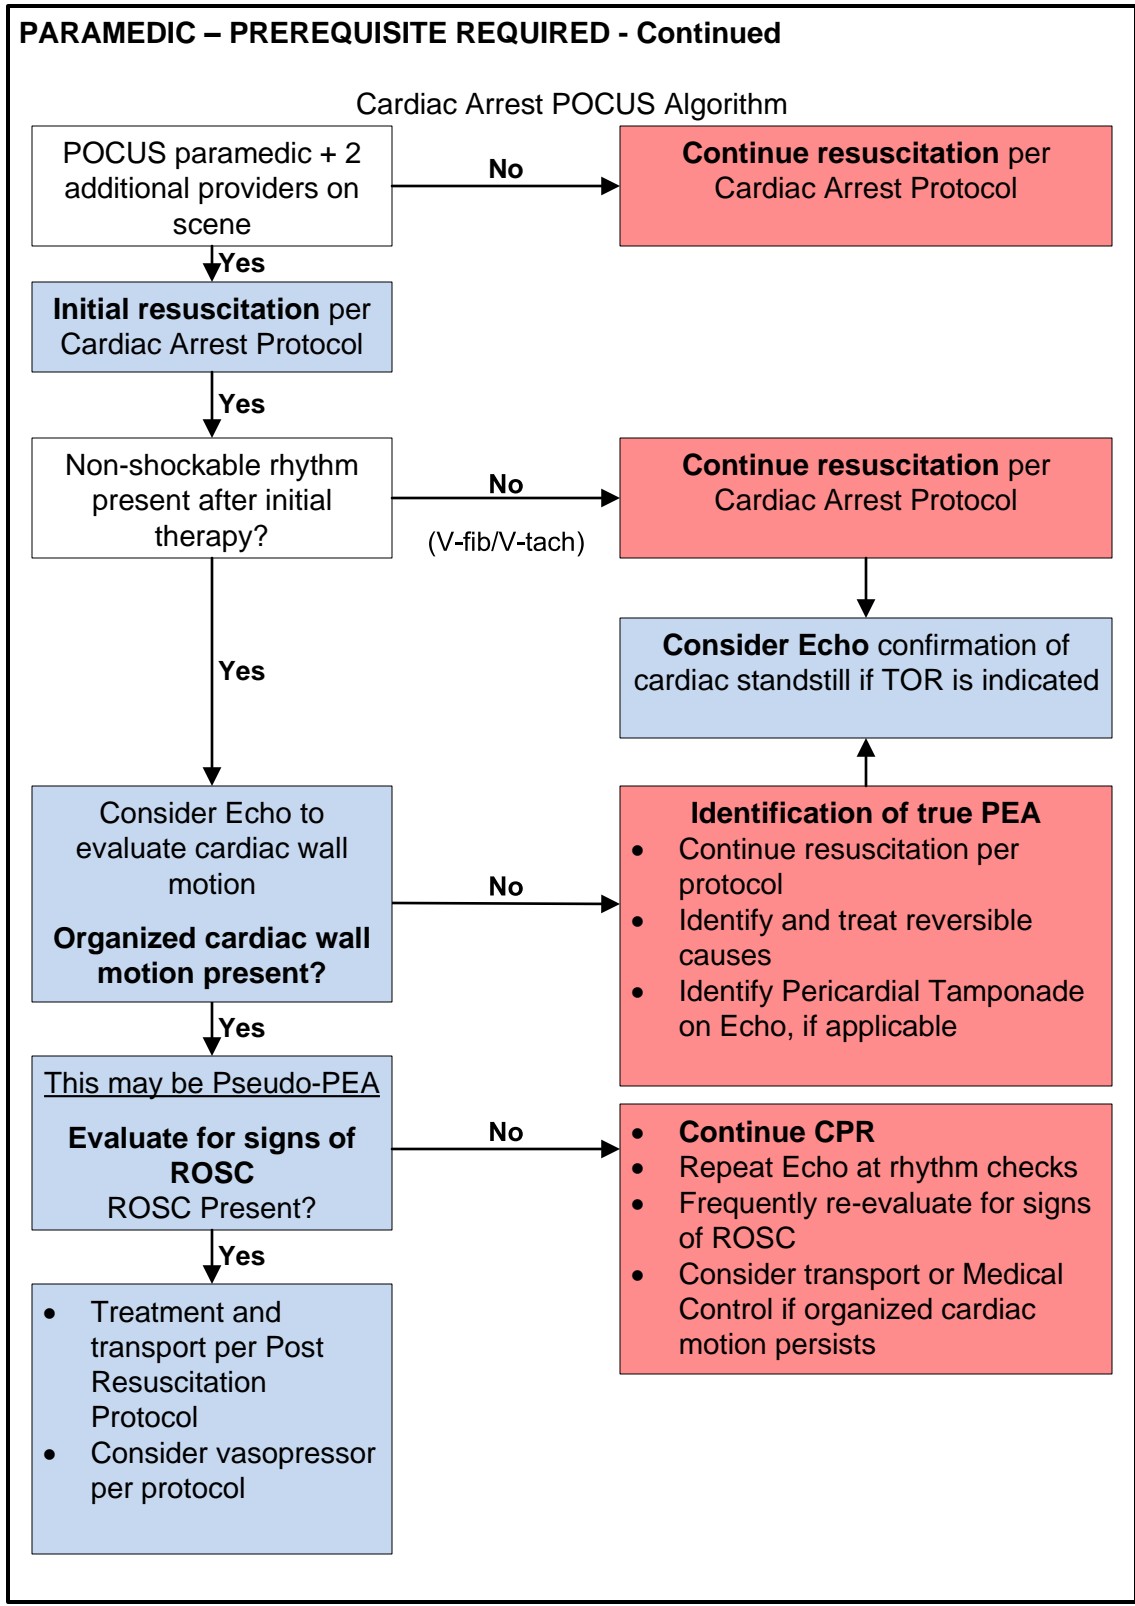 PARAMEDIC – PREREQUISITE REQUIRED - Continued
Cardiac Arrest POCUS Algorithm
POCUS paramedic + 2
additional providers on
scene
No
Continue resuscitation per
Cardiac Arrest Protocol
Yes
Initial resuscitation per
Cardiac Arrest Protocol
Yes
Non-shockable rhythm
present after initial
therapy?
No
(V-fib/V-tach)
Continue resuscitation per
Cardiac Arrest Protocol
Consider Echo confirmation of
cardiac standstill if TOR is indicated
Yes
Consider Echo to
evaluate cardiac wall
motion
Organized cardiac wall
motion present?
No
Identification of true PEA
• Continue resuscitation per
protocol
• Identify and treat reversible
causes
• Identify Pericardial Tamponade
on Echo, if applicable
Yes
This may be Pseudo-PEA
Evaluate for signs of
ROSC
ROSC Present?
No
• Continue CPR
• Repeat Echo at rhythm checks
• Frequently re-evaluate for signs
of ROSC
• Consider transport or Medical
Control if organized cardiac
motion persists
Yes
• Treatment and
transport per Post
Resuscitation
Protocol
• Consider vasopressor
per protocol